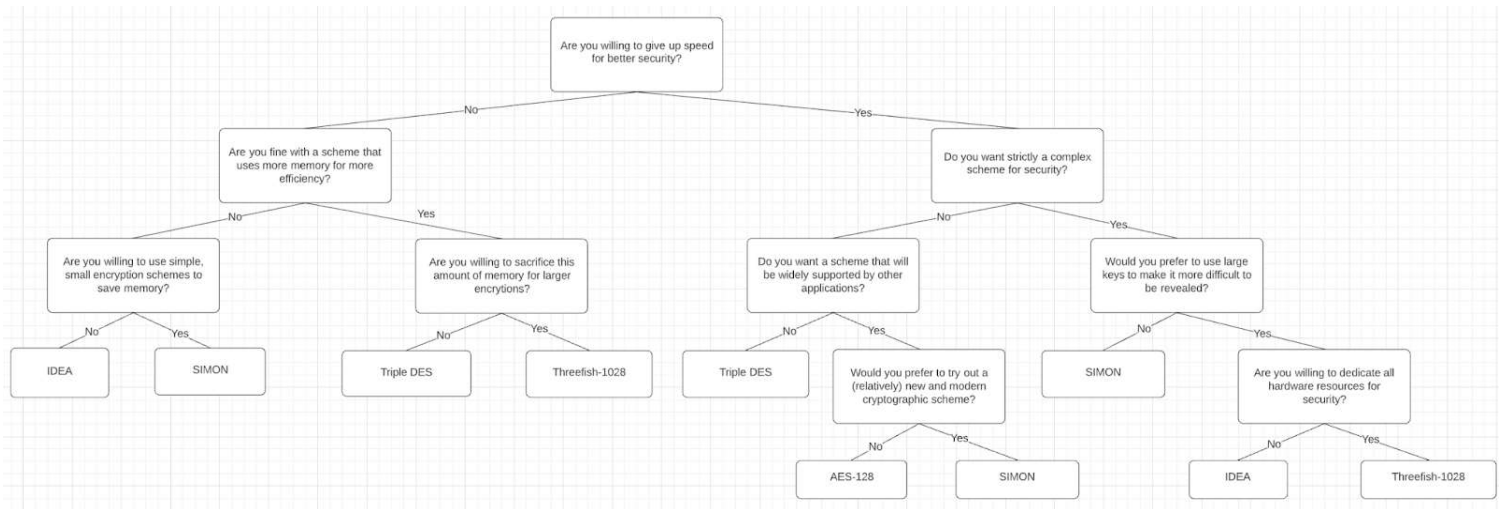 Are you willing to give up speed
for better security?
No
Yes
Are you fine with a scheme that
uses more memory for more
efficiency?
Do you want strictly a complex
scheme for security?
No
Yes
No
Yes
Are you willing to use simple,
small encryption schemes to
save memory?
Are you willing to sacrifice this
amount of memory for larger
encrytions?
Do you want a scheme that will
be widely supported by other
applications?
Would you prefer to use large
keys to make it more difficult to
be revealed?
No
Yes
No
Yes
No
Yes
No
Yes
IDEA
SIMON
Triple DES
Threefish-1028
Triple DES
Would you prefer to try out a
(relatively) new and modern
cryptographic scheme?
SIMON
Are you willing to dedicate all
hardware resources for
security?
No
Yes
No
Yes
AES-128
SIMON
IDEA
Threefish-1028